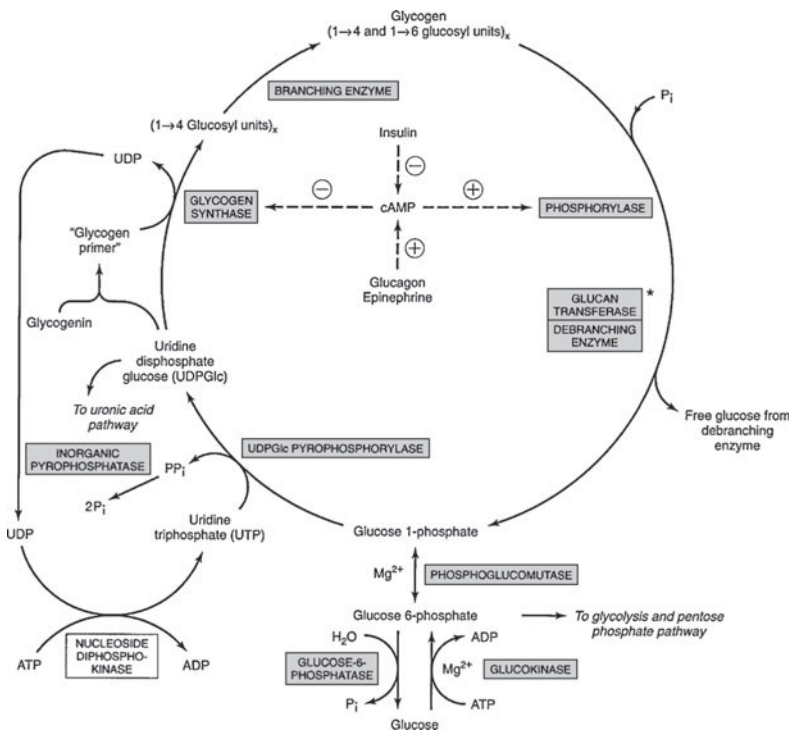 Glycogen
(1→4 and 1→6 glucosyl units)ₓ
BRANCHING ENZYME
Pᵢ
(1→4 Glucosyl units)ₓ
Insulin
UDP
−
GLYCOGEN
SYNTHASE
−
cAMP
+
PHOSPHORYLASE
"Glycogen
primer"
+
Glucagon
Epinephrine
GLUCAN
TRANSFERASE
*
DEBRANCHING
ENZYME
Glycogenin
Uridine
disphosphate
glucose (UDPGlc)
To uronic acid
pathway
Free glucose from
debranching
enzyme
INORGANIC
PYROPHOSPHATASE
UDPGlc PYROPHOSPHORYLASE
PPᵢ
2Pᵢ
Uridine
triphosphate (UTP)
UDP
Glucose 1-phosphate
Mg²⁺
PHOSPHOGLUCOMUTASE
Glucose 6-phosphate
To glycolysis and pentose
phosphate pathway
NUCLEOSIDE
DIPHOSPHO-
KINASE
ATP
ADP
H₂O
ADP
GLUCOSE-6-
PHOSPHATASE
Mg²⁺
GLUCOKINASE
Pᵢ
ATP
Glucose